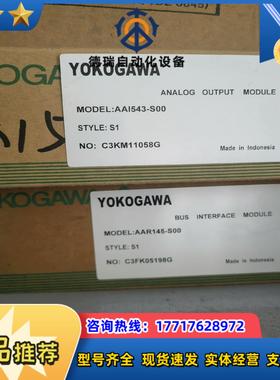 德瑞自动化设备
YOKOGAWA
ANALOG OUTPUT MODULE
MODEL:AAI543-S00
STYLE: S1
NO: C3KM11058G
Made in Indonesia
YOKOGAWA
BUS INTERFACE MODULE
MODEL:AAR145-S00
STYLE: S1
NO: C3FK05198G
Made in Indonesia
咨询热线:17717628972
品推荐
型号齐全 现货速发 实体经营